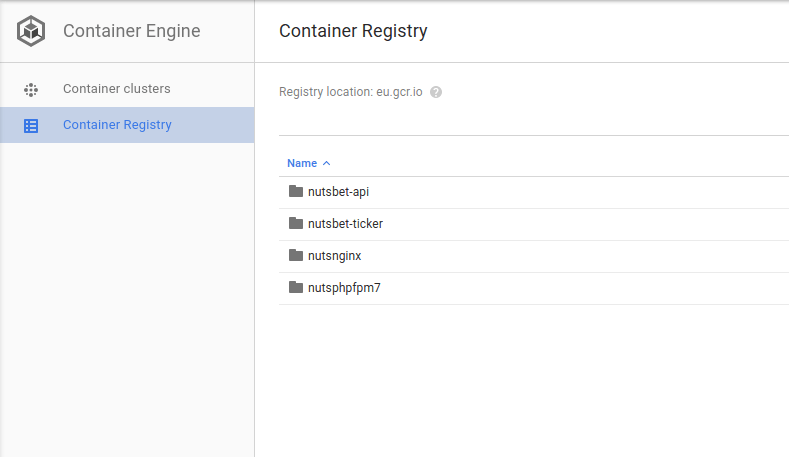 Container Engine
Container clusters
Container Registry
Container Registry
Registry location: eu.gcr.io ?
Name
nutsbet-api
nutsbet-ticker
nutsnginx
nutsphpfpm7